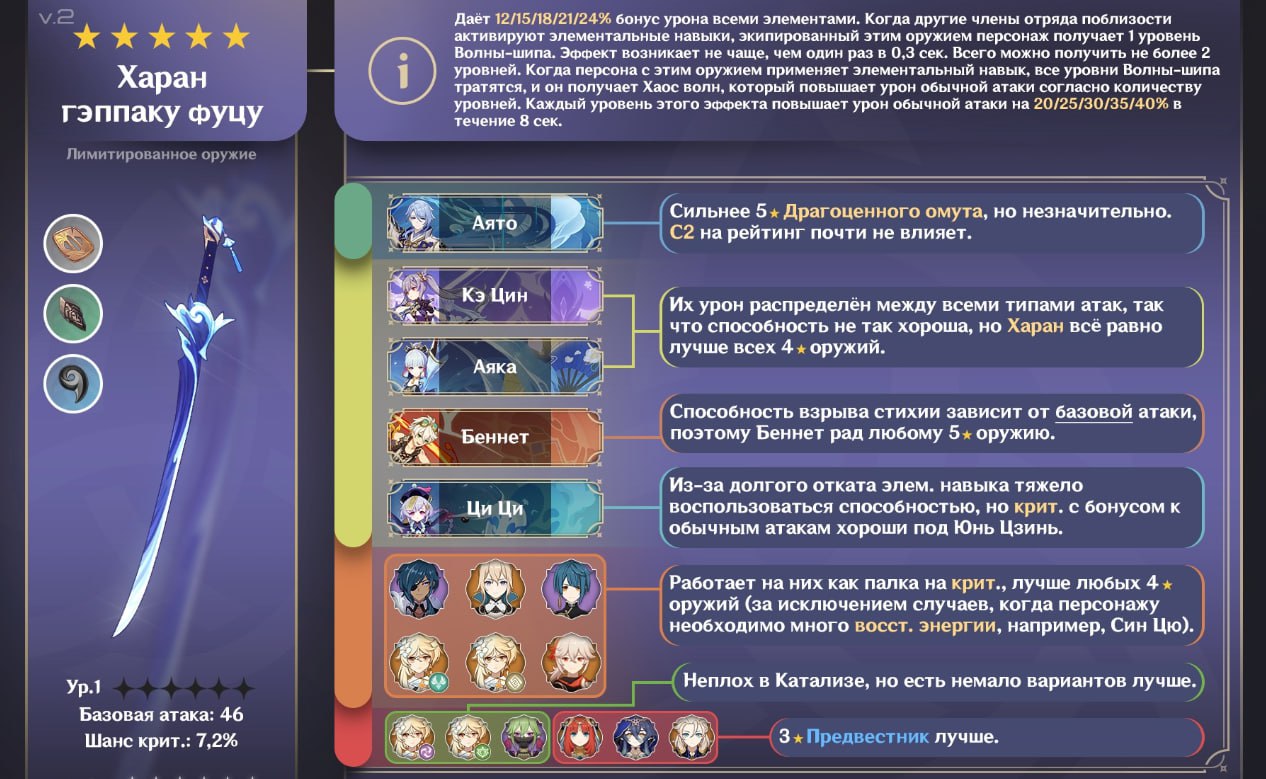 v.2
Харан
гэппаку фуцу
Лимитированное оружие
Даёт 12/15/18/21/24% бонус урона всеми элементами. Когда другие члены отряда поблизости
активируют элементальные навыки, экипированный этим оружием персонаж получает 1 уровень
Волны-шипа. Эффект возникает не чаще, чем один раз в 0,3 сек. Всего можно получить не более 2
уровней. Когда персона с этим оружием применяет элементальный навык, все уровни Волны-шипа
тратятся, и он получает Хаос волн, который повышает урон обычной атаки согласно количеству
уровней. Каждый уровень этого эффекта повышает урон обычной атаки на 20/25/30/35/40% в
течение 8 сек.
Аято
Сильнее 5★ Драгоценного омута, но незначительно.
С2 на рейтинг почти не влияет.
Кэ Цин
Аяка
Их урон распределён между всеми типами атак, так
что способность не так хороша, но Харан всё равно
лучше всех 4★ оружий.
Беннет
Способность взрыва стихии зависит от базовой атаки,
поэтому Беннет рад любому 5★ оружию.
Ци Ци
Из-за долгого отката элем. навыка тяжело
воспользоваться способностью, но крит. с бонусом к
обычным атакам хороши под Юнь Цзинь.
Работает на них как палка на крит., лучше любых 4★
оружий (за исключением случаев, когда персонажу
необходимо много восст. энергии, например, Син Цю).
Неплох в Катализе, но есть немало вариантов лучше.
3★ Предвестник лучше.
Ур.1
Базовая атака: 46
Шанс крит.: 7,2%